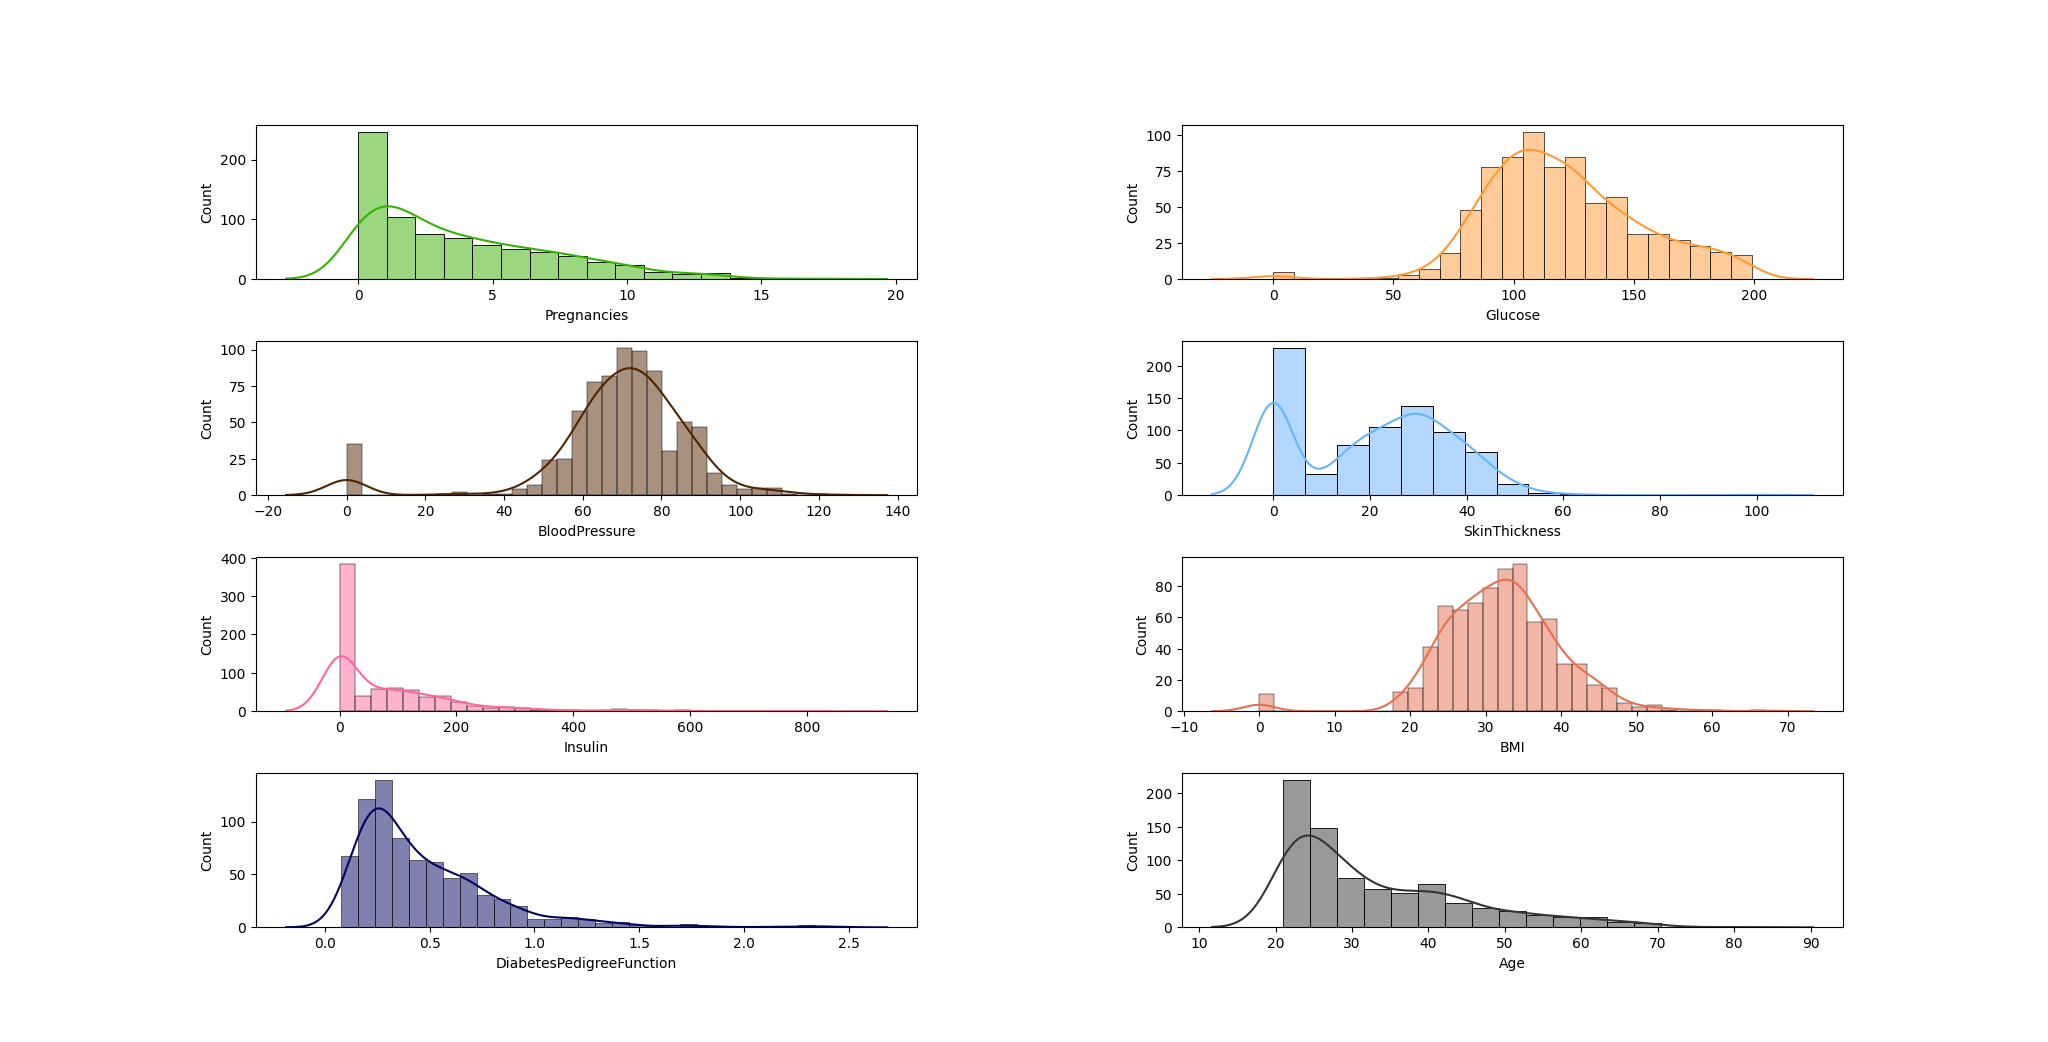 200
100
0
Count
0 5 10 15 20
Pregnancies
100
75
50
25
0
Count
0 50 100 150 200
Glucose
100
75
50
25
0
Count
−20 0 20 40 60 80 100 120 140
BloodPressure
200
150
100
50
0
Count
0 20 40 60 80 100
SkinThickness
400
300
200
100
0
Count
0 200 400 600 800
Insulin
80
60
40
20
0
Count
−10 0 10 20 30 40 50 60 70
BMI
100
50
0
Count
0.0 0.5 1.0 1.5 2.0 2.5
DiabetesPedigreeFunction
200
150
100
50
0
Count
10 20 30 40 50 60 70 80 90
Age